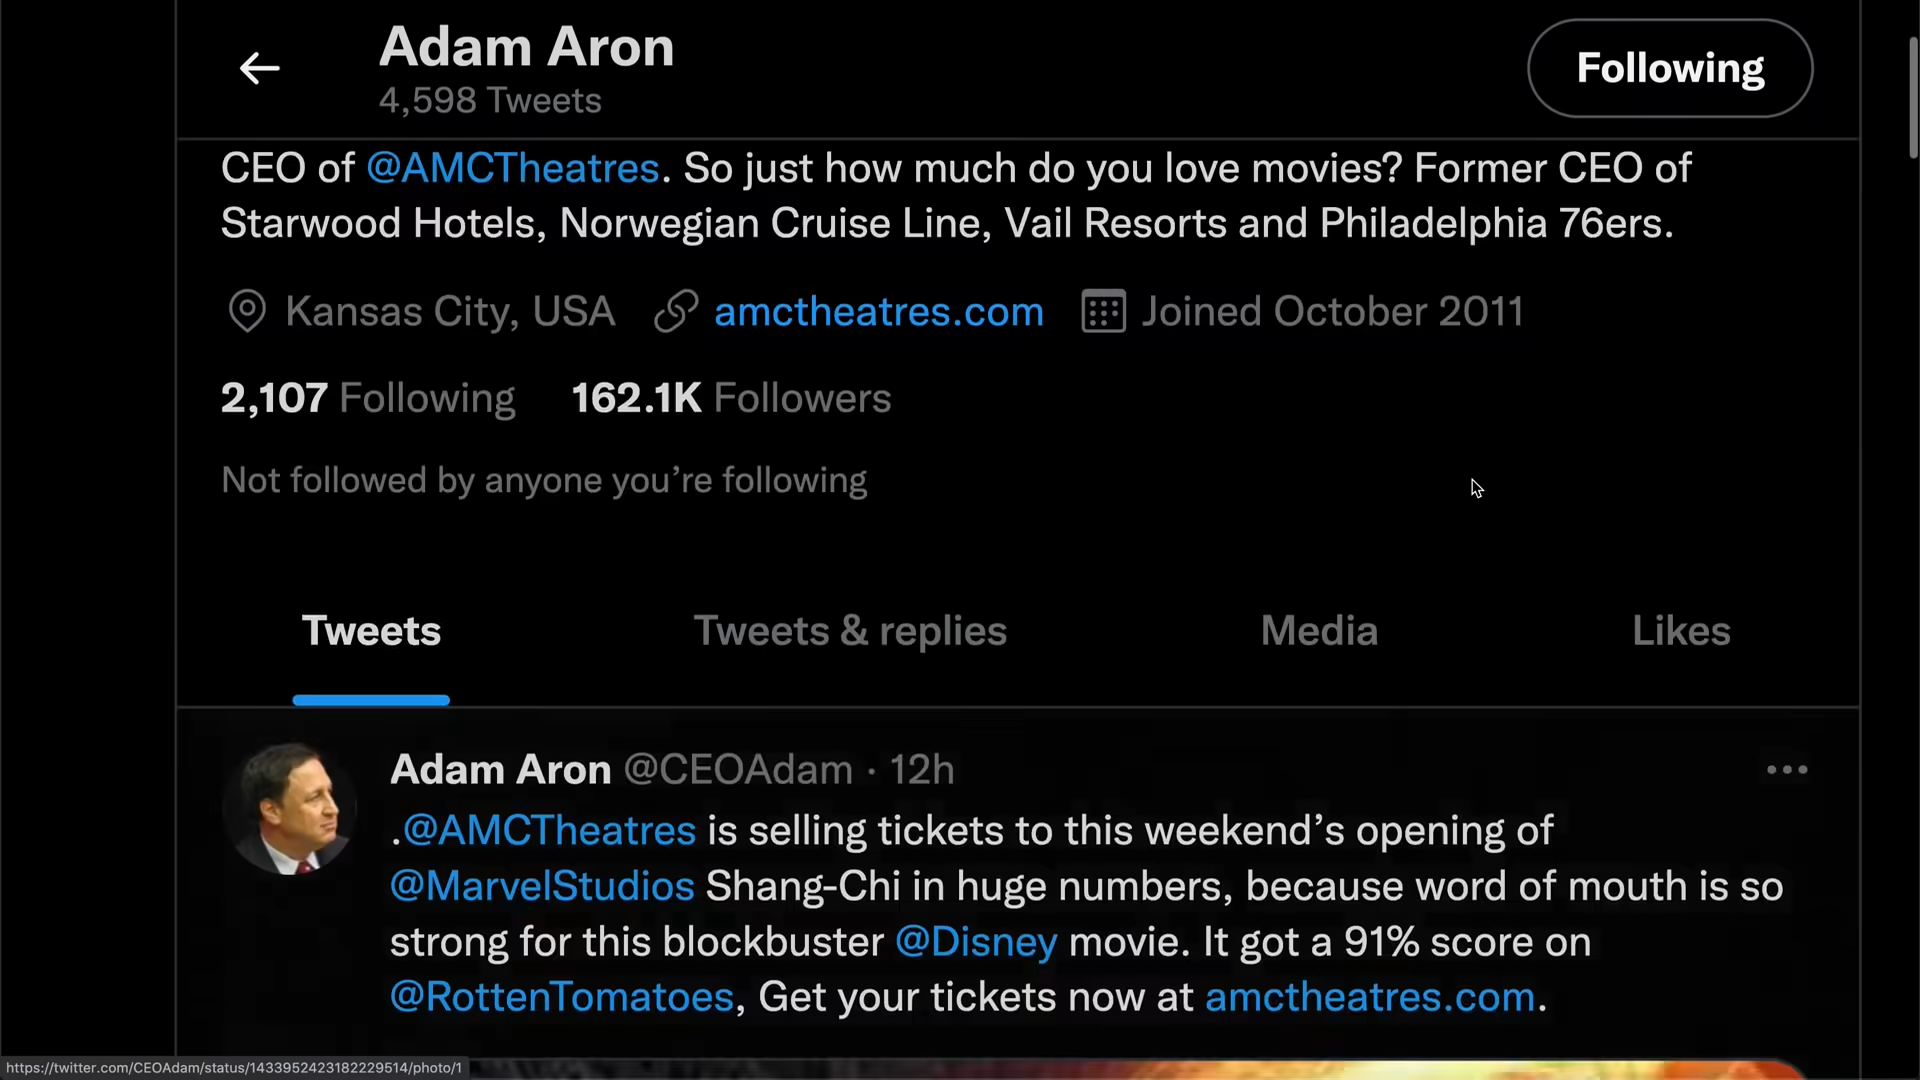 Adam Aron
4,598 Tweets
Following
CEO of @AMCTheatres. So just how much do you love movies? Former CEO of
Starwood Hotels, Norwegian Cruise Line, Vail Resorts and Philadelphia 76ers.
Kansas City, USA amctheatres.com Joined October 2011
2,107 Following 162.1K Followers
Not followed by anyone you’re following
Tweets Tweets & replies Media Likes
Adam Aron @CEOAdam · 12h
.@AMCTheatres is selling tickets to this weekend’s opening of
@MarvelStudios Shang-Chi in huge numbers, because word of mouth is so
strong for this blockbuster @Disney movie. It got a 91% score on
@RottenTomatoes, Get your tickets now at amctheatres.com.
https://twitter.com/CEOAdam/status/1433952423182229514/photo/1